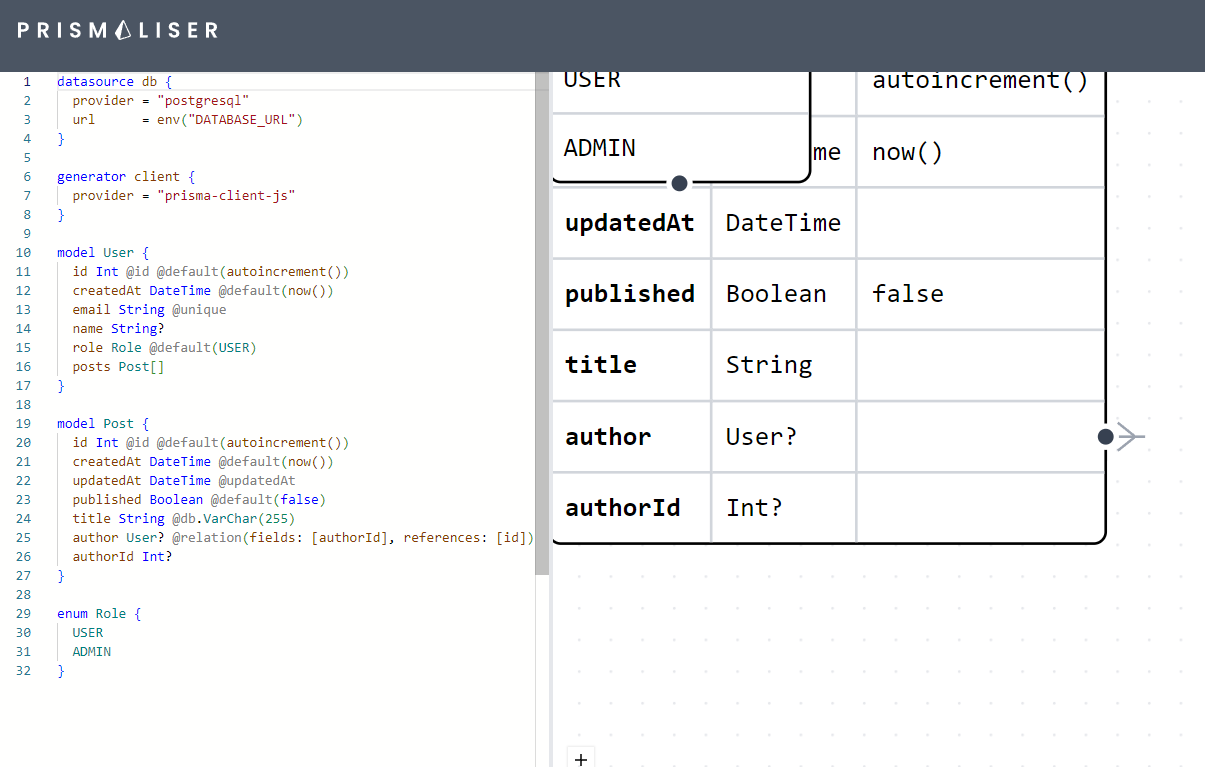 PRISMALISER
1 datasource db {
2   provider = "postgresql"
3   url      = env("DATABASE_URL")
4 }
5
6 generator client {
7   provider = "prisma-client-js"
8 }
9
10 model User {
11   id Int @id @default(autoincrement())
12   createdAt DateTime @default(now())
13   email String @unique
14   name String?
15   role Role @default(USER)
16   posts Post[]
17 }
18
19 model Post {
20   id Int @id @default(autoincrement())
21   createdAt DateTime @default(now())
22   updatedAt DateTime @updatedAt
23   published Boolean @default(false)
24   title String @db.VarChar(255)
25   author User? @relation(fields: [authorId], references: [id])
26   authorId Int?
27 }
28
29 enum Role {
30   USER
31   ADMIN
32 }
USER autoincrement()
ADMIN me now()
updatedAt DateTime
published Boolean false
title String
author User?
authorId Int?
+